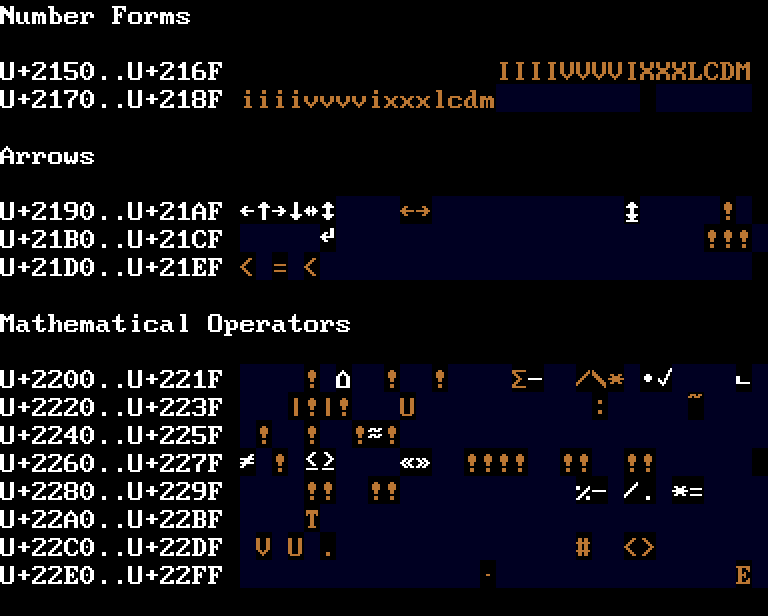 Number Forms
U+2150..U+216F IIIIVVVVIXXXLCDM
U+2170..U+218F iiiivvvvixxxlcdm
Arrows
U+2190..U+21AF ←↑→↓↔↕ ←→ ↨ !
U+21B0..U+21CF ↵ !!!
U+21D0..U+21EF < = <
Mathematical Operators
U+2200..U+221F ! ⌂ ! ! Σ− /\* •√ ∟
U+2220..U+223F |!|! U : ~
U+2240..U+225F ! ! !≈!
U+2260..U+227F ≠ ! ≤≥ «» !!!! !! !!
U+2280..U+229F !! !! ⁒− /. *=
U+22A0..U+22BF T
U+22C0..U+22DF V U . # <>
U+22E0..U+22FF · E